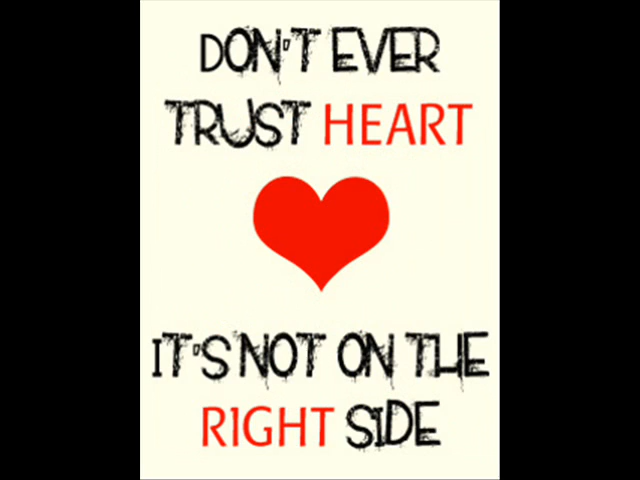 DON'T EVER
TRUST HEART
IT'S NOT ON THE
RIGHT SIDE